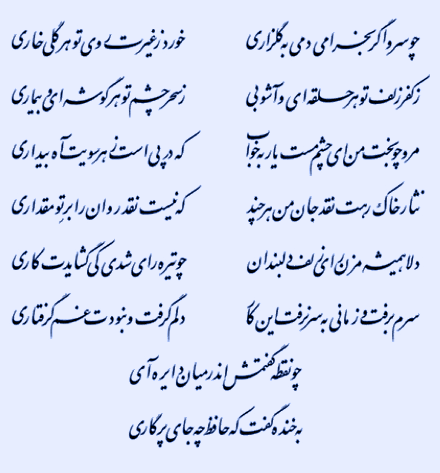 چو سرو اگر بخرامی دمی به گلزاری خورد ز غیرت روی تو هر گلی خاری
ز کفر زلف تو هر حلقه ای و آشوبی ز سحر چشم تو هر گوشه ای و بیماری
مرو چو بخت من ای چشم مست یار به خواب که در پی است ز هر سویت آه بیداری
نثار خاک رهت نقد جان من هر چند که نیست نقد روان را بر تو مقداری
دلا همیشه مزن رای زلف دلبندان چو تیره رای شدی کی گشایدت کاری
سرم برفت و زمانی به سر نرفت این کار دلم گرفت و نبودت غم گرفتاری
چو نقطه گفتمش اندر میان دایره آی
به خنده گفت که حافظ چه جای پرگاری